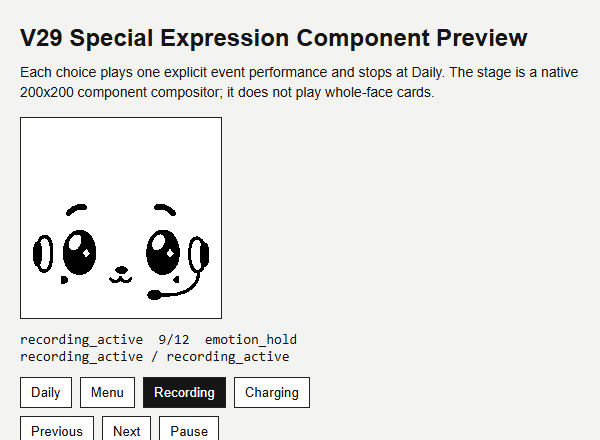 V29 Special Expression Component Preview
Each choice plays one explicit event performance and stops at Daily. The stage is a native
200x200 component compositor; it does not play whole-face cards.
recording_active  9/12  emotion_hold
recording_active / recording_active
Daily Menu Recording Charging
Previous Next Pause